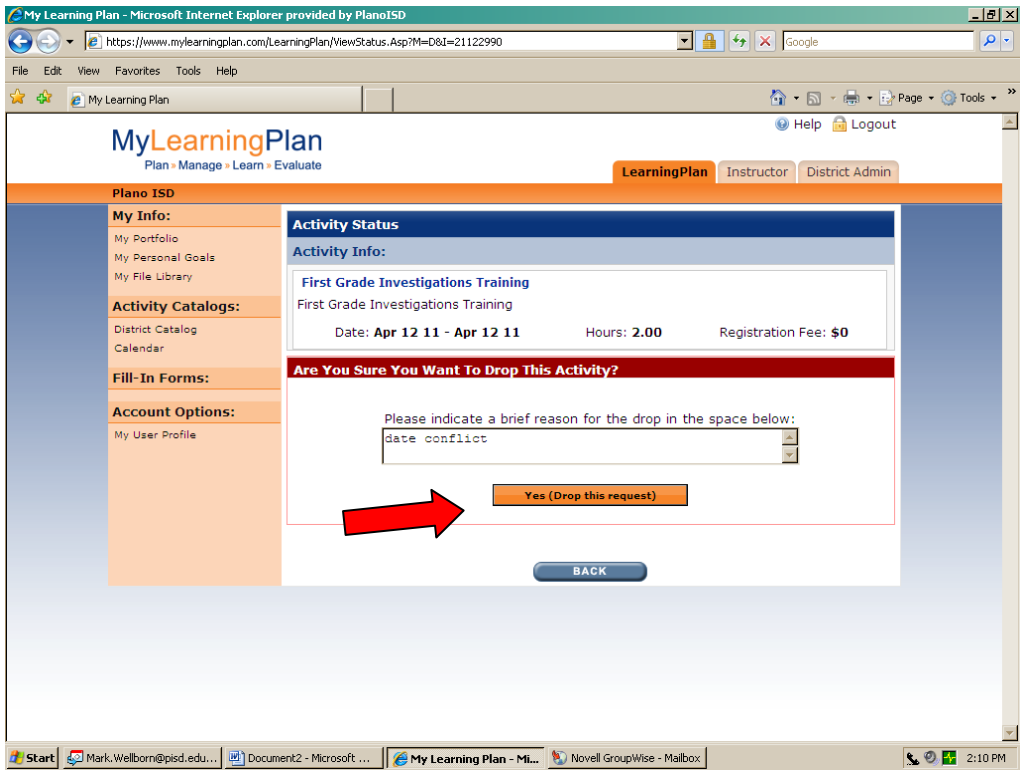 My Learning Plan - Microsoft Internet Explorer provided by PlanoISD
https://www.mylearningplan.com/LearningPlan/ViewStatus.Asp?M=D&I=21122990
Google
File Edit View Favorites Tools Help
My Learning Plan
Page Tools »
Help Logout
MyLearningPlan
Plan » Manage » Learn » Evaluate
LearningPlan Instructor District Admin
Plano ISD
My Info:
My Portfolio
My Personal Goals
My File Library
Activity Catalogs:
District Catalog
Calendar
Fill-In Forms:
Account Options:
My User Profile
Activity Status
Activity Info:
First Grade Investigations Training
First Grade Investigations Training
Date: Apr 12 11 - Apr 12 11 Hours: 2.00 Registration Fee: $0
Are You Sure You Want To Drop This Activity?
Please indicate a brief reason for the drop in the space below:
date conflict
Yes (Drop this request)
BACK
Start Mark.Wellborn@pisd.edu... Document2 - Microsoft ... My Learning Plan - Mi... Novell GroupWise - Mailbox 2:10 PM